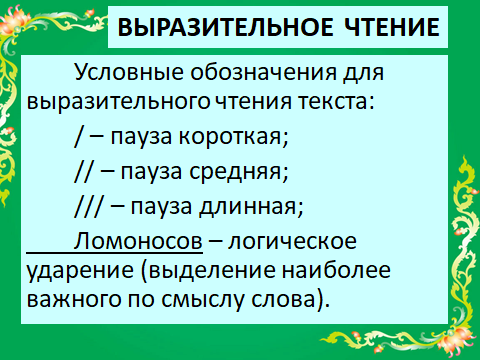 ВЫРАЗИТЕЛЬНОЕ ЧТЕНИЕ
Условные обозначения для
выразительного чтения текста:
/ – пауза короткая;
// – пауза средняя;
/// – пауза длинная;
Ломоносов – логическое
ударение (выделение наиболее
важного по смыслу слова).